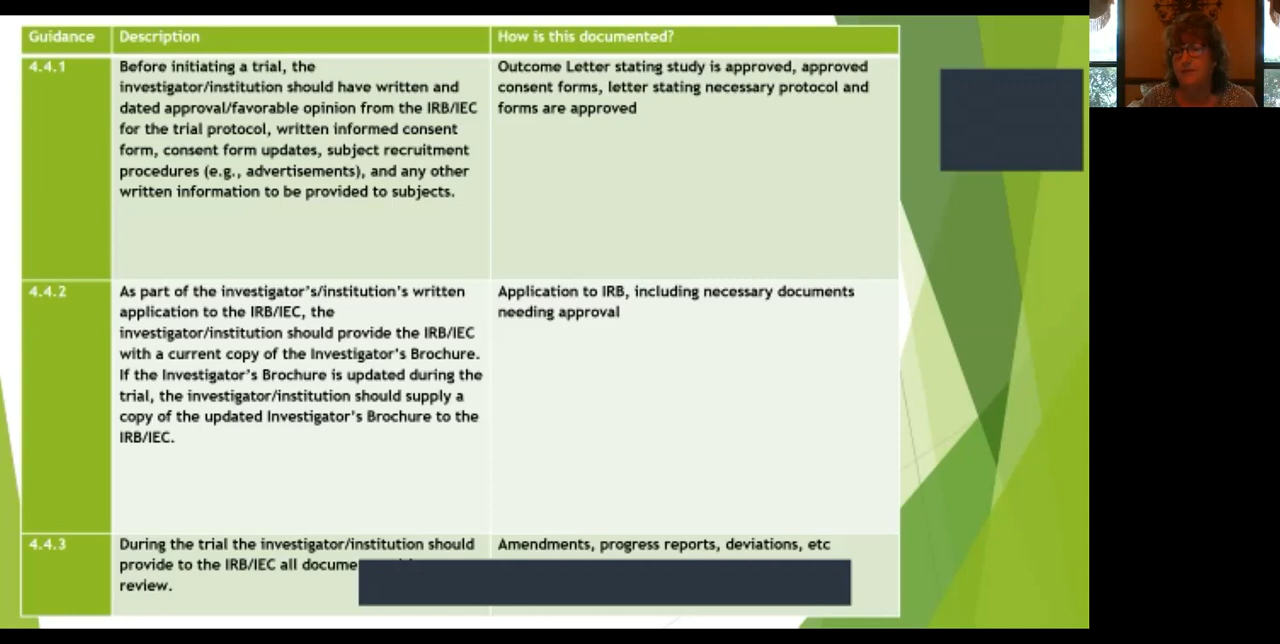 Guidance
Description
How is this documented?
4.4.1
Before initiating a trial, the
investigator/institution should have written and
dated approval/favorable opinion from the IRB/IEC
for the trial protocol, written informed consent
form, consent form updates, subject recruitment
procedures (e.g., advertisements), and any other
written information to be provided to subjects.
Outcome Letter stating study is approved, approved
consent forms, letter stating necessary protocol and
forms are approved
4.4.2
As part of the investigator's/institution's written
application to the IRB/IEC, the
investigator/institution should provide the IRB/IEC
with a current copy of the Investigator's Brochure.
If the Investigator's Brochure is updated during the
trial, the investigator/institution should supply a
copy of the updated Investigator's Brochure to the
IRB/IEC.
Application to IRB, including necessary documents
needing approval
4.4.3
During the trial the investigator/institution should
provide to the IRB/IEC all
review.
Amendments, progress reports, deviations, etc